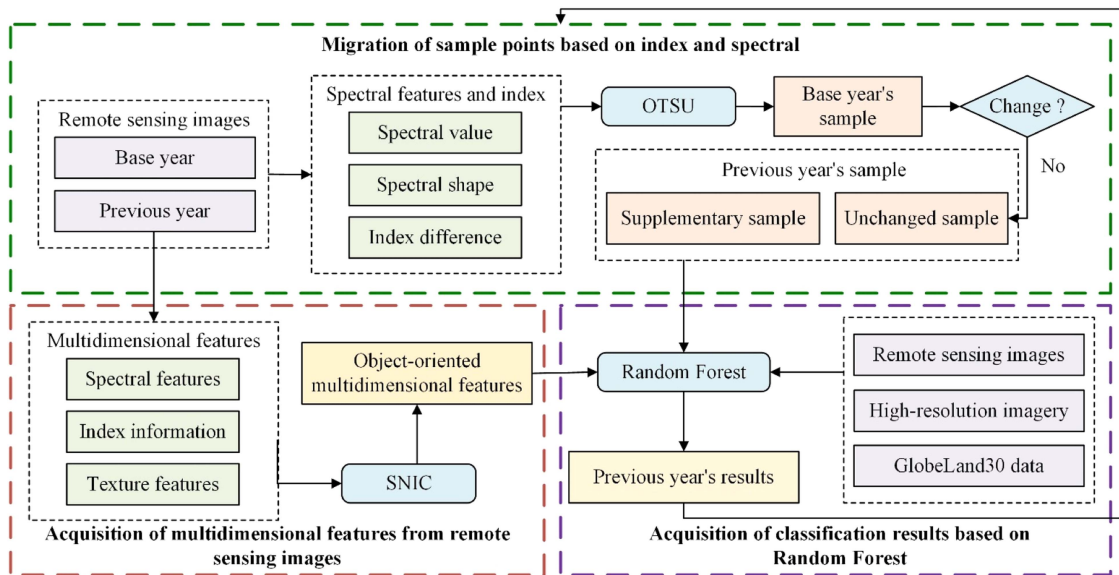 Migration of sample points based on index and spectral
Remote sensing images
Base year
Previous year
Spectral features and index
Spectral value
Spectral shape
Index difference
OTSU
Base year's
sample
Change ?
No
Previous year's sample
Supplementary sample
Unchanged sample
Multidimensional features
Spectral features
Index information
Texture features
Object-oriented
multidimensional features
SNIC
Acquisition of multidimensional features from remote
sensing images
Random Forest
Previous year's results
Remote sensing images
High-resolution imagery
GlobeLand30 data
Acquisition of classification results based on
Random Forest